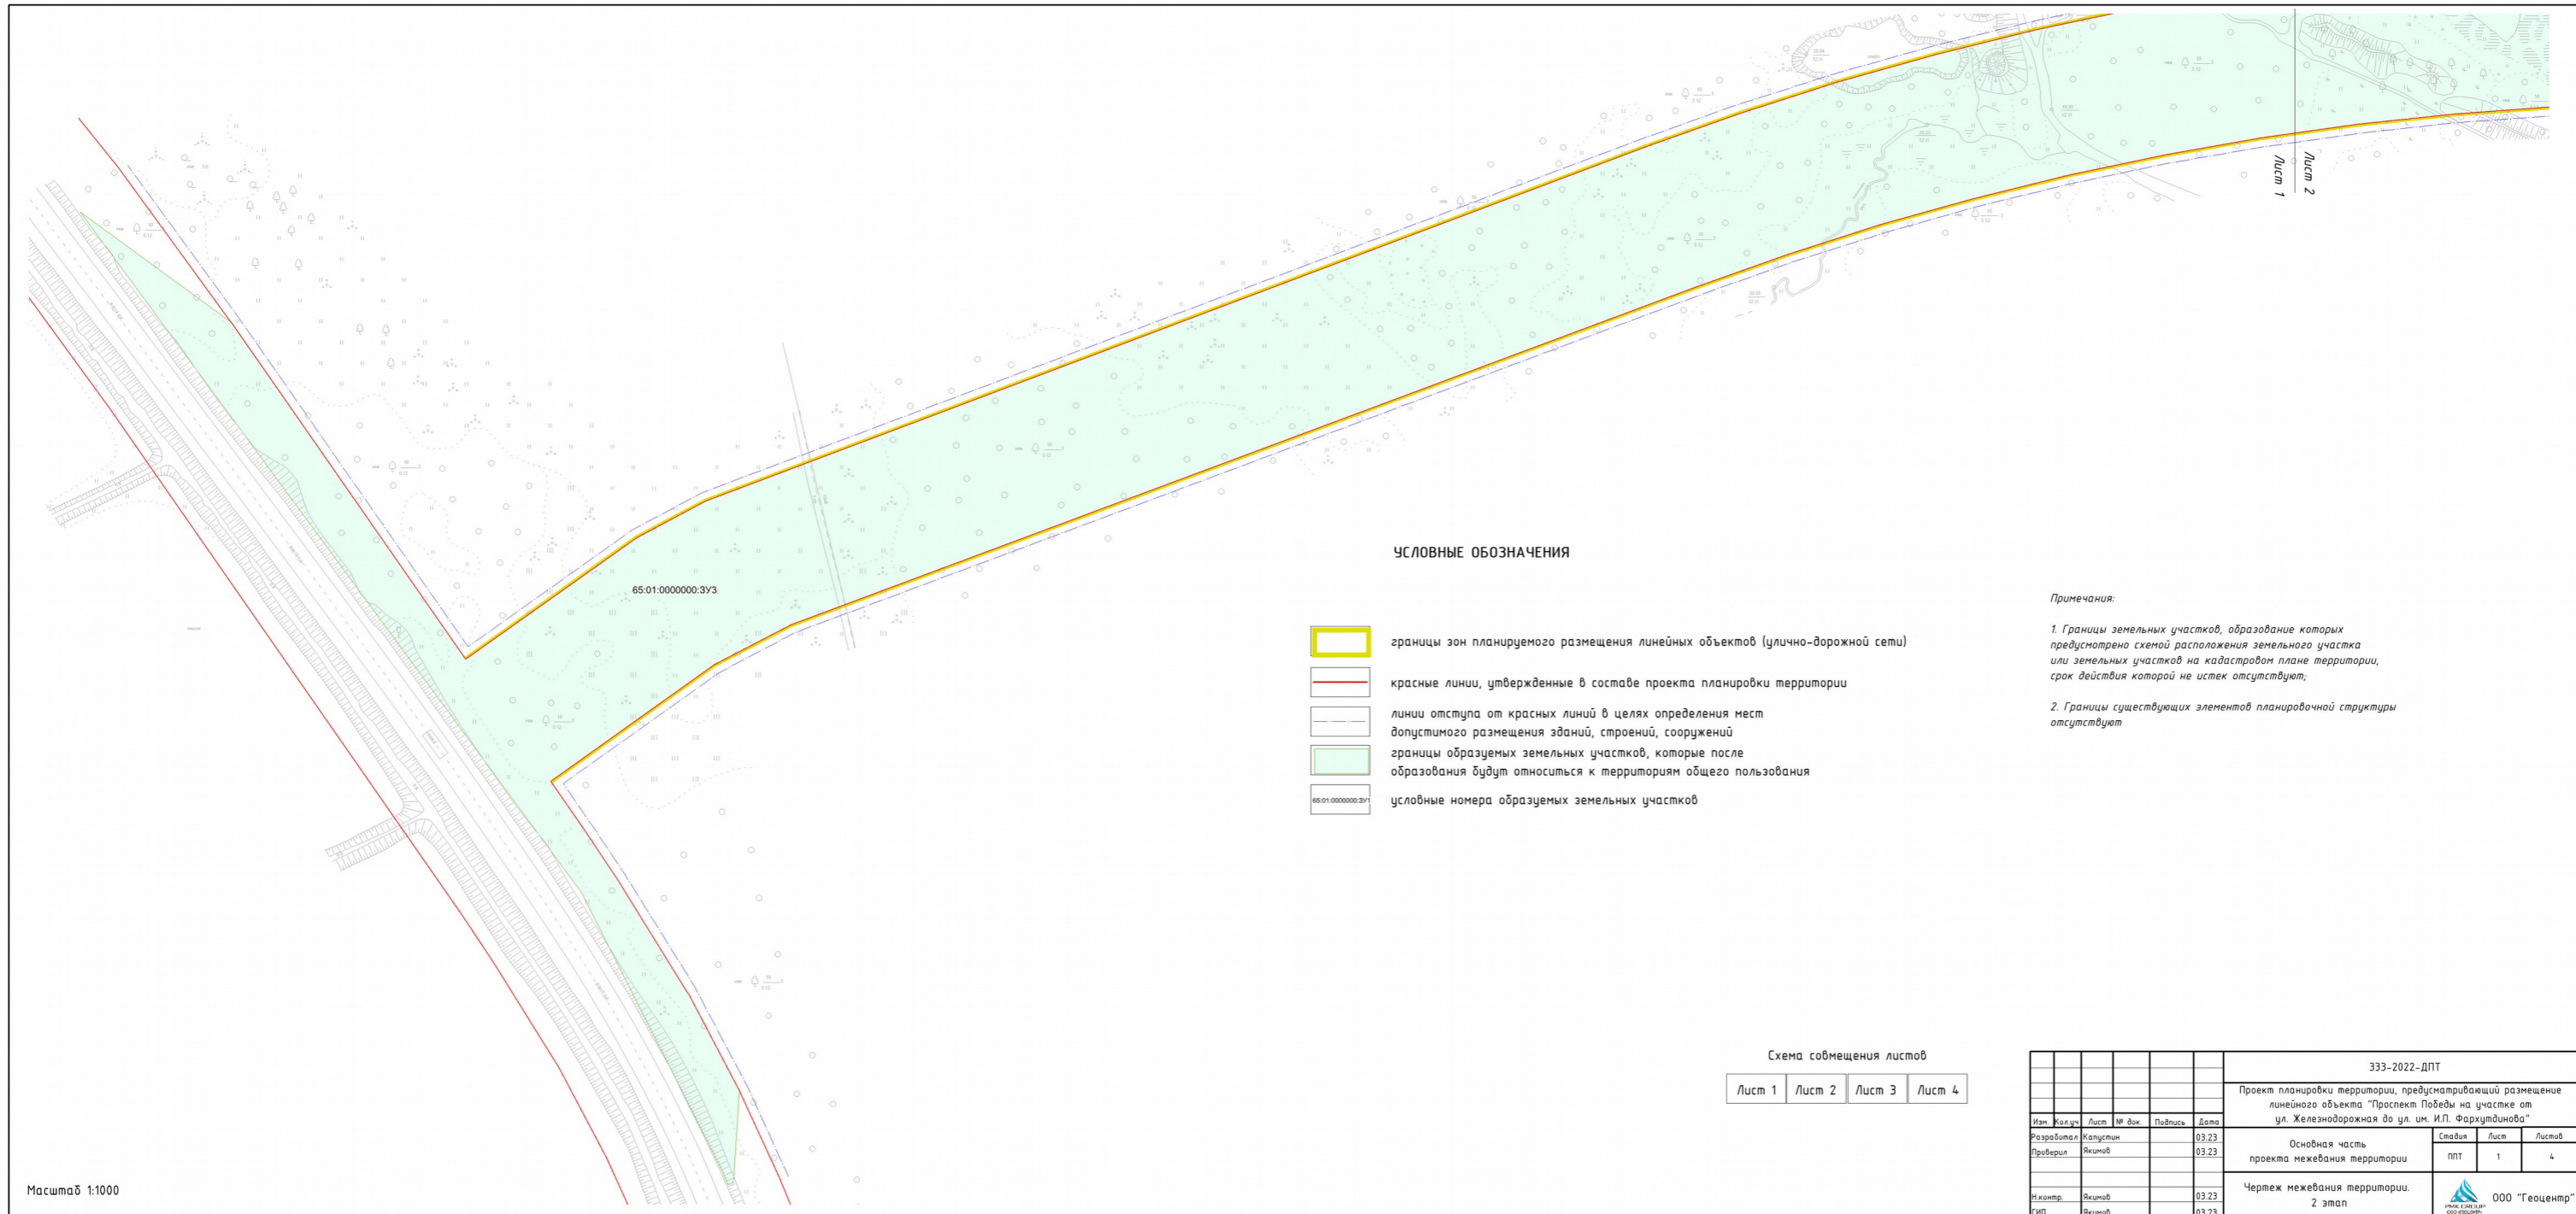 Лист 1
Лист 2
65:01:0000000:ЗУ3
УСЛОВНЫЕ ОБОЗНАЧЕНИЯ
границы зон планируемого размещения линейных объектов (улично-дорожной сети)
красные линии, утвержденные в составе проекта планировки территории
линии отступа от красных линий в целях определения мест
допустимого размещения зданий, строений, сооружений
границы образуемых земельных участков, которые после
образования будут относиться к территориям общего пользования
65:01:0000000:ЗУ1
условные номера образуемых земельных участков
Примечания:
1. Границы земельных участков, образование которых
предусмотрено схемой расположения земельного участка
или земельных участков на кадастровом плане территории,
срок действия которой не истек отсутствуют;
2. Границы существующих элементов планировочной структуры
отсутствуют
Схема совмещения листов
Лист 1 Лист 2 Лист 3 Лист 4
333-2022-ДПТ
Проект планировки территории, предусматривающий размещение
линейного объекта "Проспект Победы на участке от
ул. Железнодорожная до ул. им. И.П. Фархутдинова"
Изм. Кол.уч Лист № док. Подпись Дата
Разработал Капустин 03.23
Проверил Якимов 03.23
Н.контр. Якимов 03.23
ГИП Якимов 03.23
Основная часть
проекта межевания территории
Стадия Лист Листов
ППТ 1 4
Чертеж межевания территории.
2 этап
PMK GROUP
ООО "Геоцентр"
Масштаб 1:1000